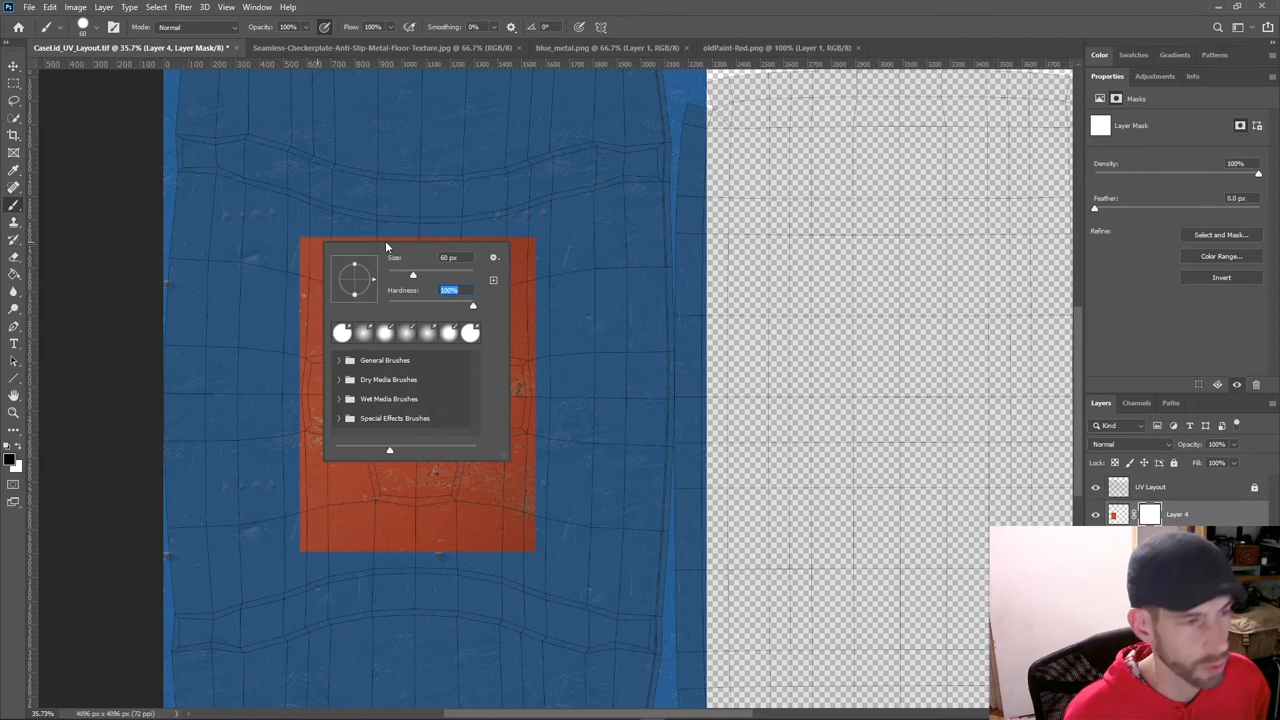 File Edit Image Layer Type Select Filter 3D View Window Help
Mode: Normal Opacity: 100% Flow: 100% Smoothing: 0% 0°
60
CaseLid_UV_Layout.tif @ 35.7% (Layer 4, Layer Mask/8) * × Seamless-Checkerplate-Anti-Slip-Metal-Floor-Texture.jpg @ 66.7% (RGB/8) × blue_metal.png @ 66.7% (Layer 1, RGB/8) × oldPaint-Red.png @ 100% (Layer 1, RGB/8) ×
Color Swatches Gradients Patterns
Properties Adjustments Info
Masks
Layer Mask
Density: 100%
Feather: 0.0 px
Refine: Select and Mask...
Color Range...
Invert
Size: 60 px
Hardness: 100%
General Brushes
Dry Media Brushes
Wet Media Brushes
Special Effects Brushes
Layers Channels Paths
Kind
Normal Opacity: 100%
Lock: Fill: 100%
UV Layout
Layer 4
35.73% 4096 px x 4096 px (72 ppi)